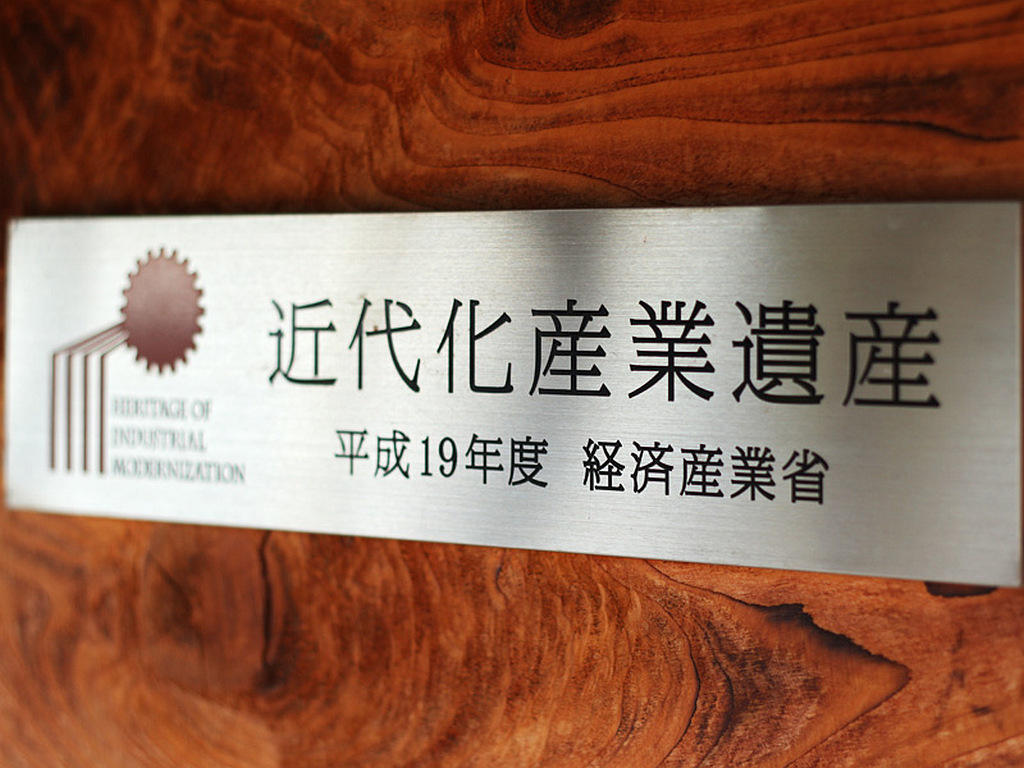 近代化産業遺産
平成19年度 経済産業省
HERITAGE OF
INDUSTRIAL
MODERNIZATION